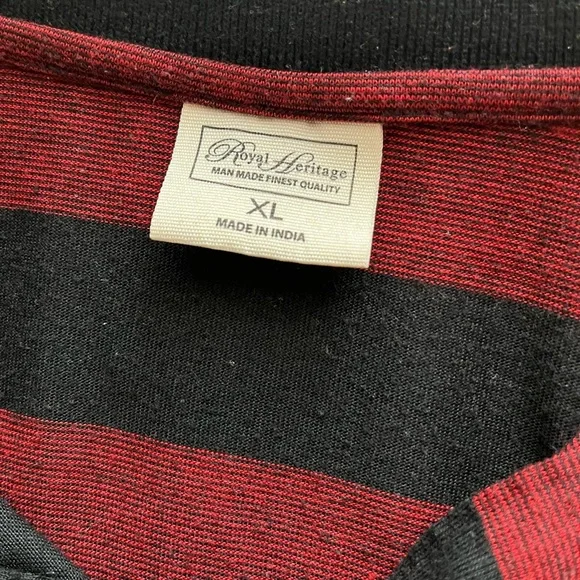 Royal Heritage
MAN MADE FINEST QUALITY
XL
MADE IN INDIA